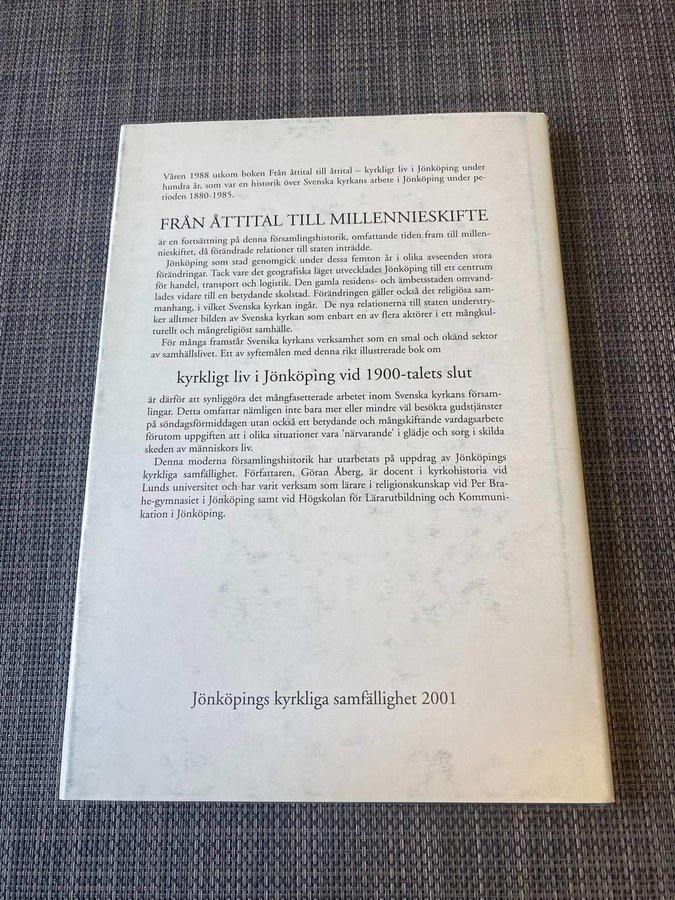 Våren 1988 utkom boken Från åttital till åttital – kyrkligt liv i Jönköping under
hundra år, som var en historik över Svenska kyrkans arbete i Jönköping under pe-
rioden 1880-1985.
FRÅN ÅTTITAL TILL MILLENNIESKIFTE
är en fortsättning på denna församlingshistorik, omfattande tiden fram till millen-
nieskiftet, då förändrade relationer till staten inträdde.
Jönköping som stad genomgick under dessa femton år i olika avseenden stora
förändringar. Tack vare det geografiska läget utvecklades Jönköping till ett centrum
för handel, transport och logistik. Den gamla residens- och ämbetsstaden omvand-
lades vidare till en betydande skolstad. Förändringen gäller också det religiösa sam-
manhang, i vilket Svenska kyrkan ingår. De nya relationerna till staten understry-
ker alltmer bilden av Svenska kyrkan som enbart en av flera aktörer i ett mångkul-
turellt och mångreligiöst samhälle.
För många framstår Svenska kyrkans verksamhet som en smal och okänd sektor
av samhällslivet. Ett av syftemålen med denna rikt illustrerade bok om
kyrkligt liv i Jönköping vid 1900-talets slut
är därför att synliggöra det mångfasetterade arbetet inom Svenska kyrkans försam-
lingar. Detta omfattar nämligen inte bara mer eller mindre väl besökta gudstjänster
på söndagsförmiddagen utan också ett betydande och mångskiftande vardagsarbete
förutom uppgiften att i olika situationer vara 'närvarande' i glädje och sorg i skilda
skeden av människors liv.
Denna moderna församlingshistorik har utarbetats på uppdrag av Jönköpings
kyrkliga samfällighet. Författaren, Göran Åberg, är docent i kyrkohistoria vid
Lunds universitet och har varit verksam som lärare i religionskunskap vid Per Bra-
he-gymnasiet i Jönköping samt vid Högskolan för Lärarutbildning och Kommuni-
kation i Jönköping.
Jönköpings kyrkliga samfällighet 2001